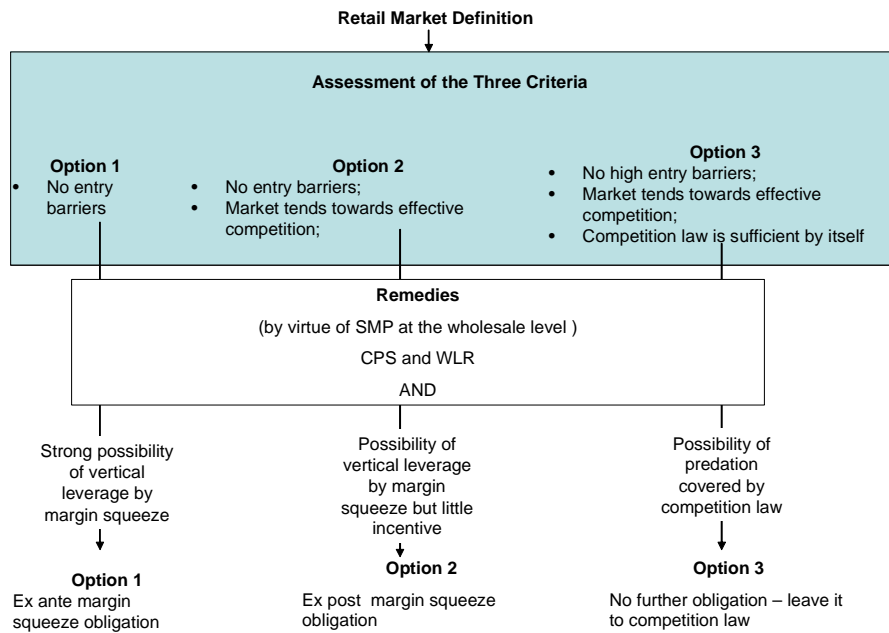 Retail Market Definition
Assessment of the Three Criteria
Option 1
• No entry
barriers
Option 2
• No entry barriers;
• Market tends towards effective
competition;
Option 3
• No high entry barriers;
• Market tends towards effective
competition;
• Competition law is sufficient by itself
Remedies
(by virtue of SMP at the wholesale level )
CPS and WLR
AND
Strong possibility
of vertical
leverage by
margin squeeze
Possibility of
vertical leverage
by margin
squeeze but little
incentive
Possibility of
predation
covered by
competition law
Option 1
Ex ante margin
squeeze obligation
Option 2
Ex post margin squeeze
obligation
Option 3
No further obligation – leave it
to competition law